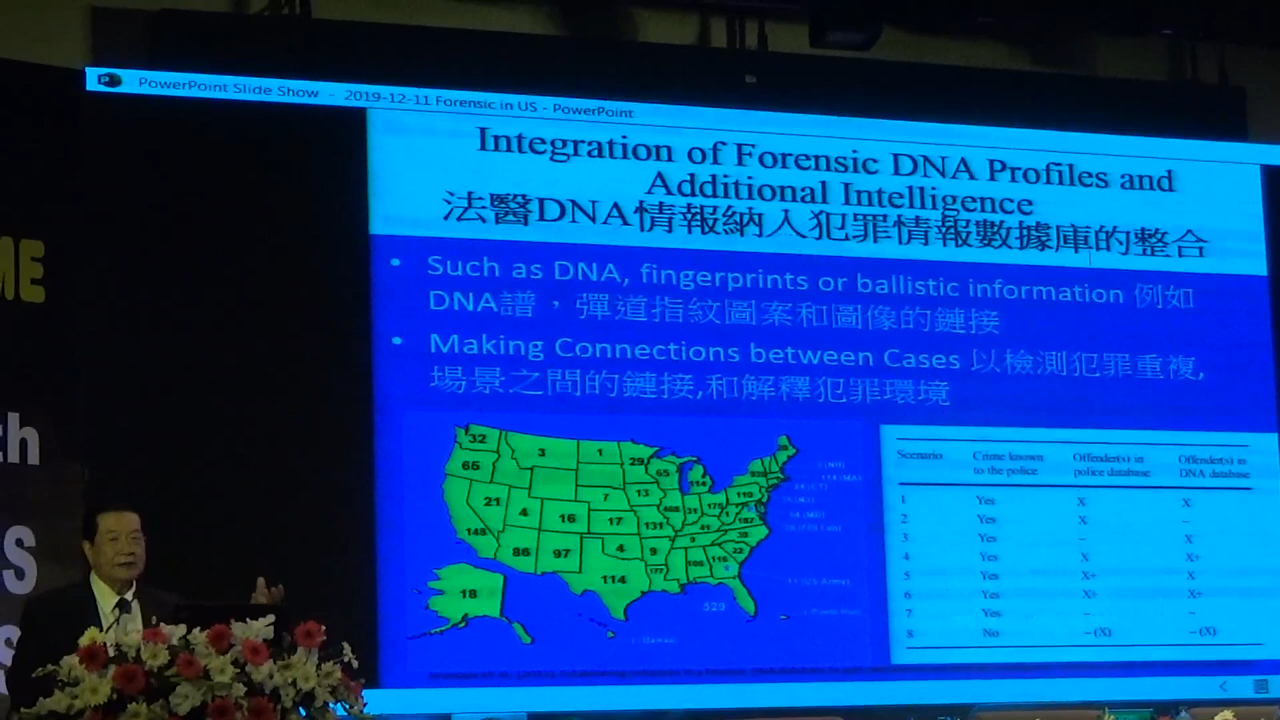 ME
th
S
s
PowerPoint Slide Show - 2019-12-11 Forensic in US - PowerPoint
Integration of Forensic DNA Profiles and
Additional Intelligence
法醫DNA情報納入犯罪情報數據庫的整合
• Such as DNA, fingerprints or ballistic information 例如
DNA譜，彈道指紋圖案和圖像的鏈接
• Making Connections between Cases 以檢測犯罪重複,
場景之間的鏈接,和解釋犯罪環境
32 3 1 29 65 114
65 21 4 7 13 31 175 110
148 16 17 131 41 187
86 97 4 9 33
114 177 22
18 529
Scenario Crime known Offender(s) in Offender(s) in
to the police police database DNA database
1 Yes X X
2 Yes X –
3 Yes – X
4 Yes X X+
5 Yes X+ X
6 Yes X+ X+
7 Yes – –
8 No –(X) –(X)